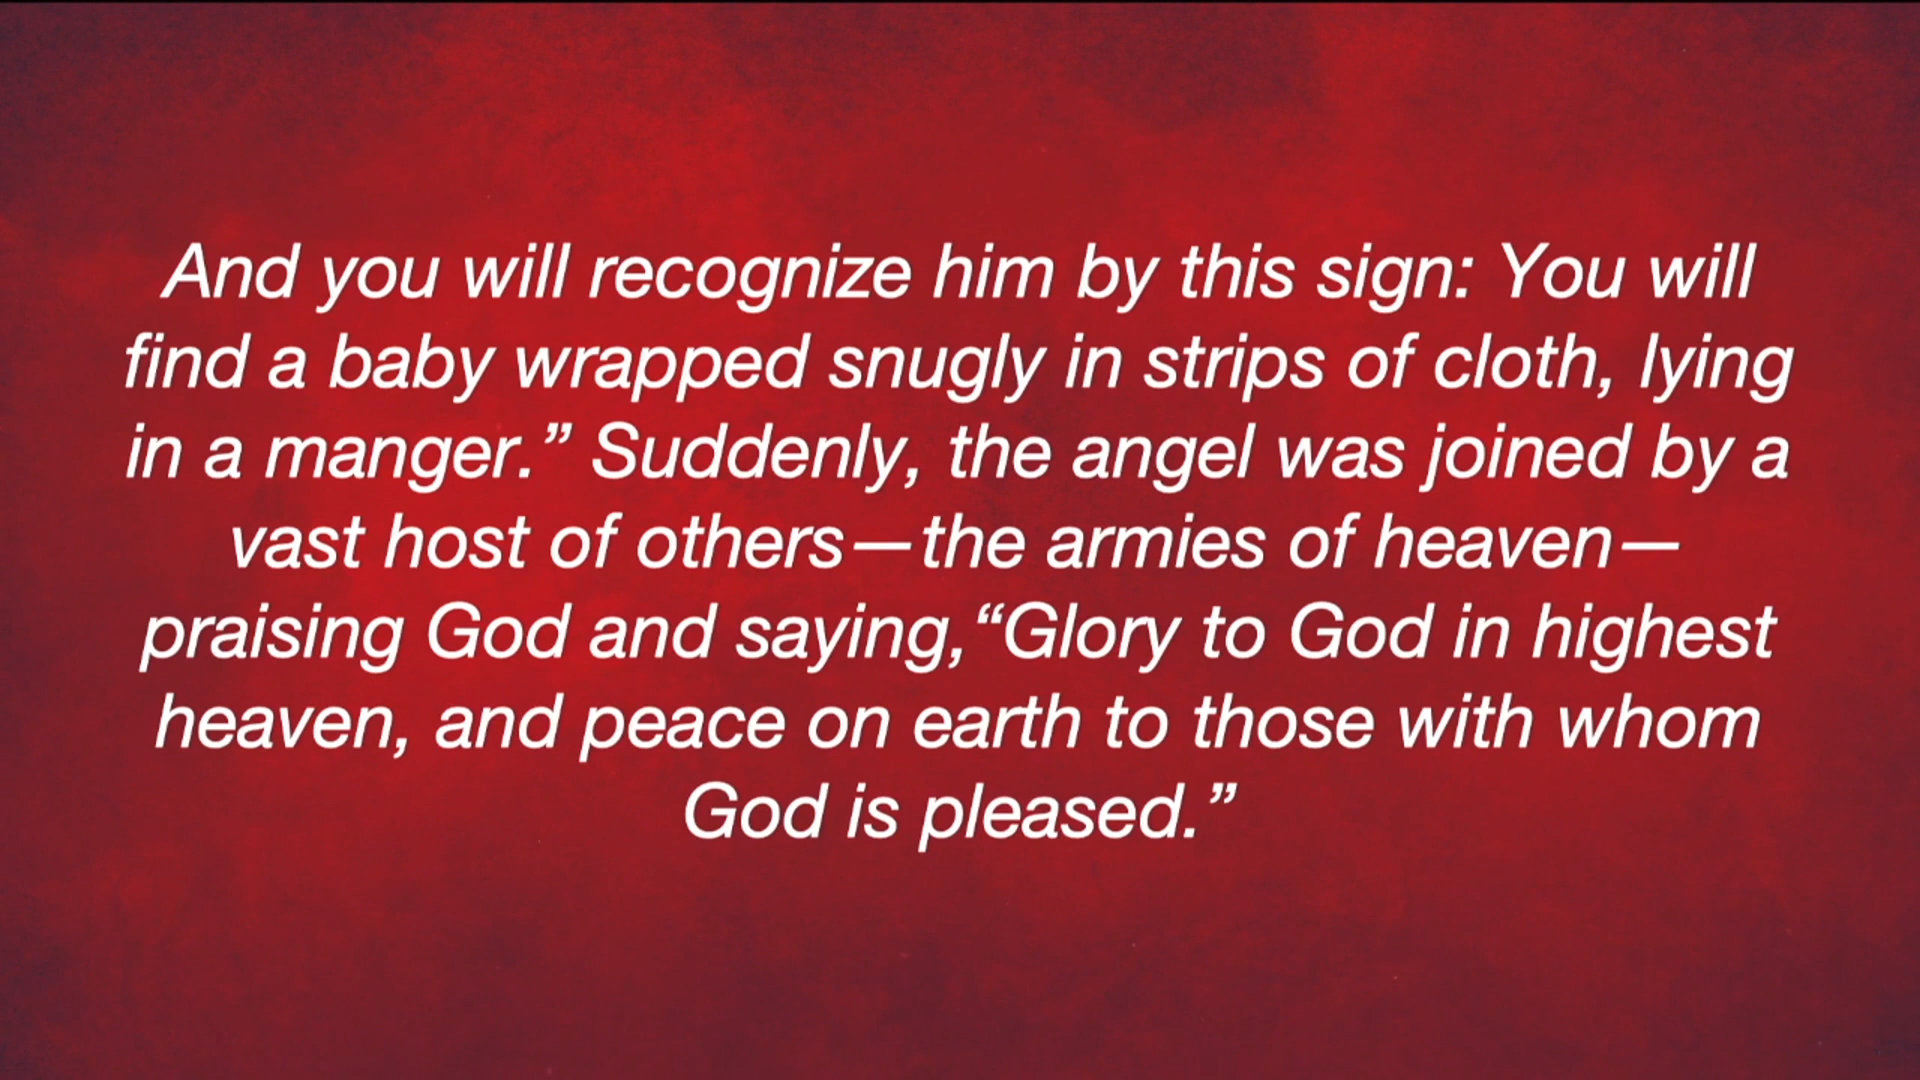 And you will recognize him by this sign: You will
find a baby wrapped snugly in strips of cloth, lying
in a manger.” Suddenly, the angel was joined by a
vast host of others—the armies of heaven—
praising God and saying,“Glory to God in highest
heaven, and peace on earth to those with whom
God is pleased.”